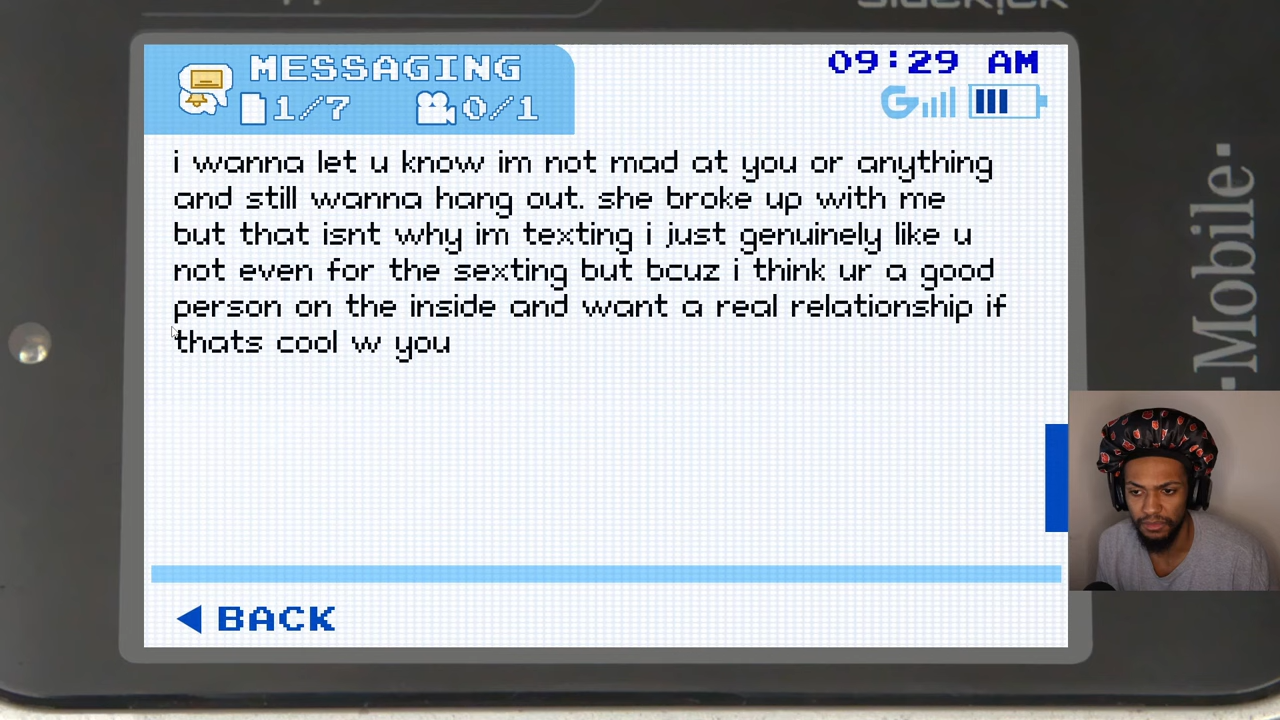 MESSAGING
1/7 0/1
09:29 AM
G
i wanna let u know im not mad at you or anything
and still wanna hang out. she broke up with me
but that isnt why im texting i just genuinely like u
not even for the sexting but bcuz i think ur a good
person on the inside and want a real relationship if
thats cool w you
BACK
·Mobile·